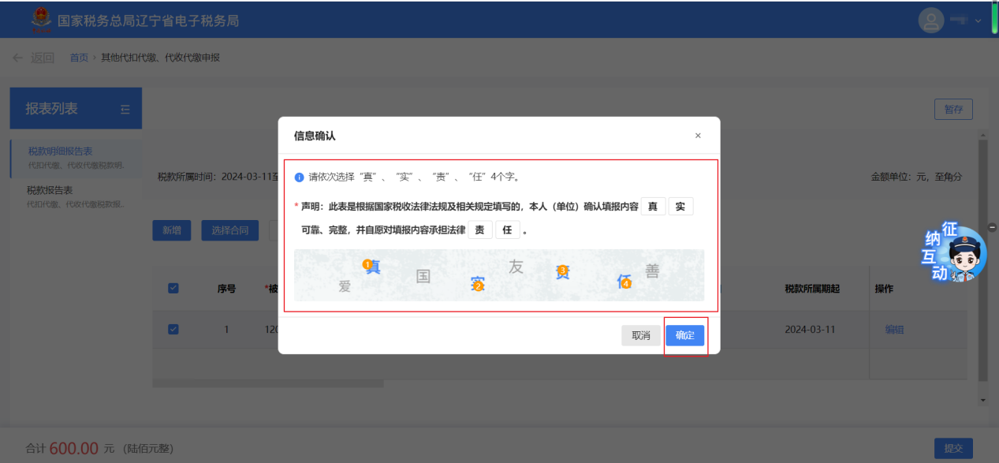 国家税务总局辽宁省电子税务局
返回 首页 › 其他代扣代缴、代收代缴申报
报表列表
暂存
税款明细报告表
代扣代缴、代收代缴税款明.
税款报告表
代扣代缴、代收代缴税款报..
税款所属时间：2024-03-11至
金额单位：元，至角分
新增 选择合同
信息确认 ×
请依次选择“真”、“实”、“责”、“任”4个字。
* 声明：此表是根据国家税收法律法规及相关规定填写的，本人（单位）确认填报内容 真 实
可靠、完整，并自愿对填报内容承担法律 责 任 。
1 真 爱 国 实 2 友 责 3 任 4 善
取消 确定
征纳互动
序号 *被 税款所属期起 操作
1 120 2024-03-11 编辑
合计 600.00 元 (陆佰元整)
提交